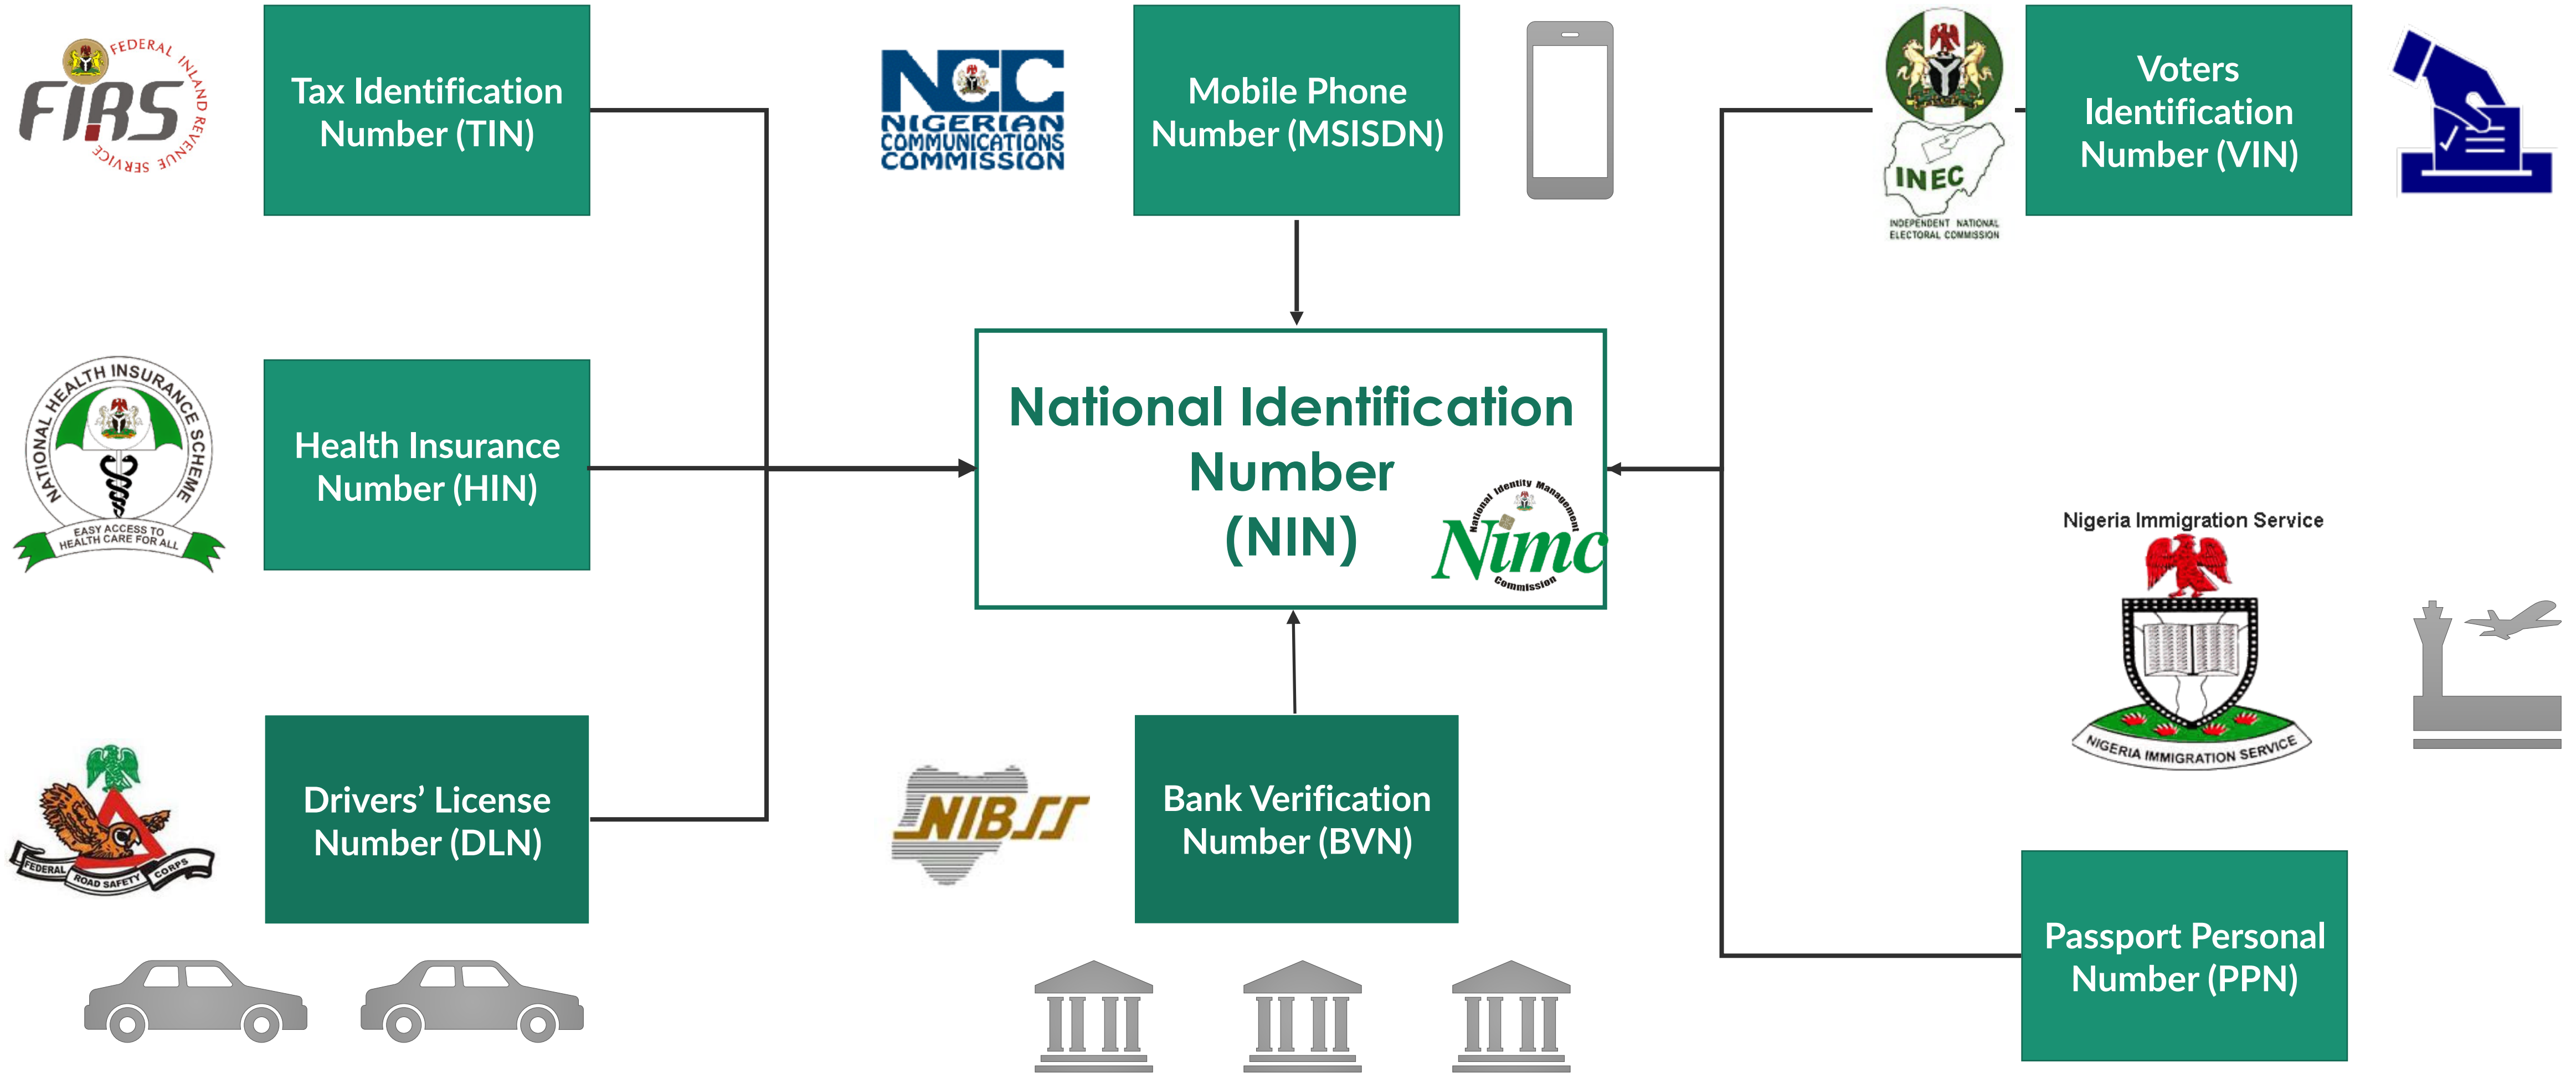 FEDERAL INLAND REVENUE SERVICE
FIRS
Tax Identification
Number (TIN)
NCC
NIGERIAN
COMMUNICATIONS
COMMISSION
Mobile Phone
Number (MSISDN)
INEC
INDEPENDENT NATIONAL
ELECTORAL COMMISSION
Voters
Identification
Number (VIN)
NATIONAL HEALTH INSURANCE SCHEME
EASY ACCESS TO
HEALTH CARE FOR ALL
Health Insurance
Number (HIN)
National Identification
Number
(NIN)
National Identity Management
Nimc
Commission
Nigeria Immigration Service
NIGERIA IMMIGRATION SERVICE
FEDERAL ROAD SAFETY CORPS
Drivers’ License
Number (DLN)
NIBSS
Bank Verification
Number (BVN)
Passport Personal
Number (PPN)